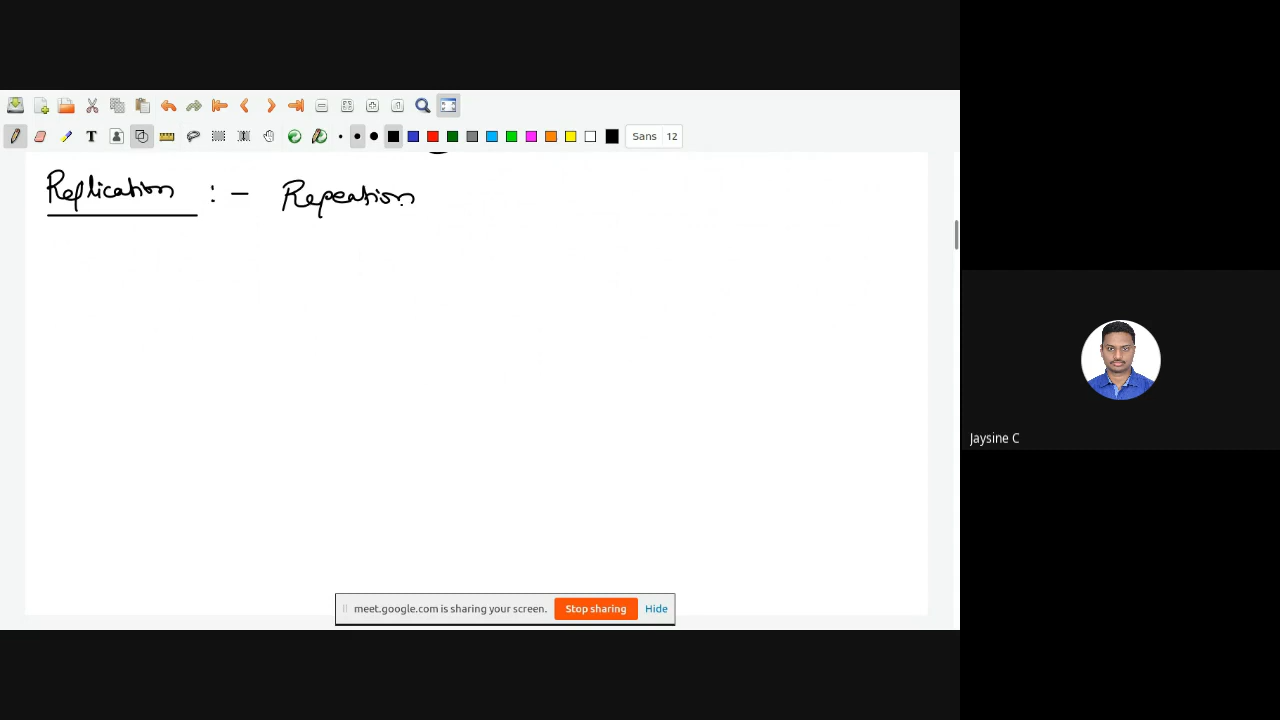 Sans 12
Replication :- Repeation
Jaysine C
meet.google.com is sharing your screen. Stop sharing Hide